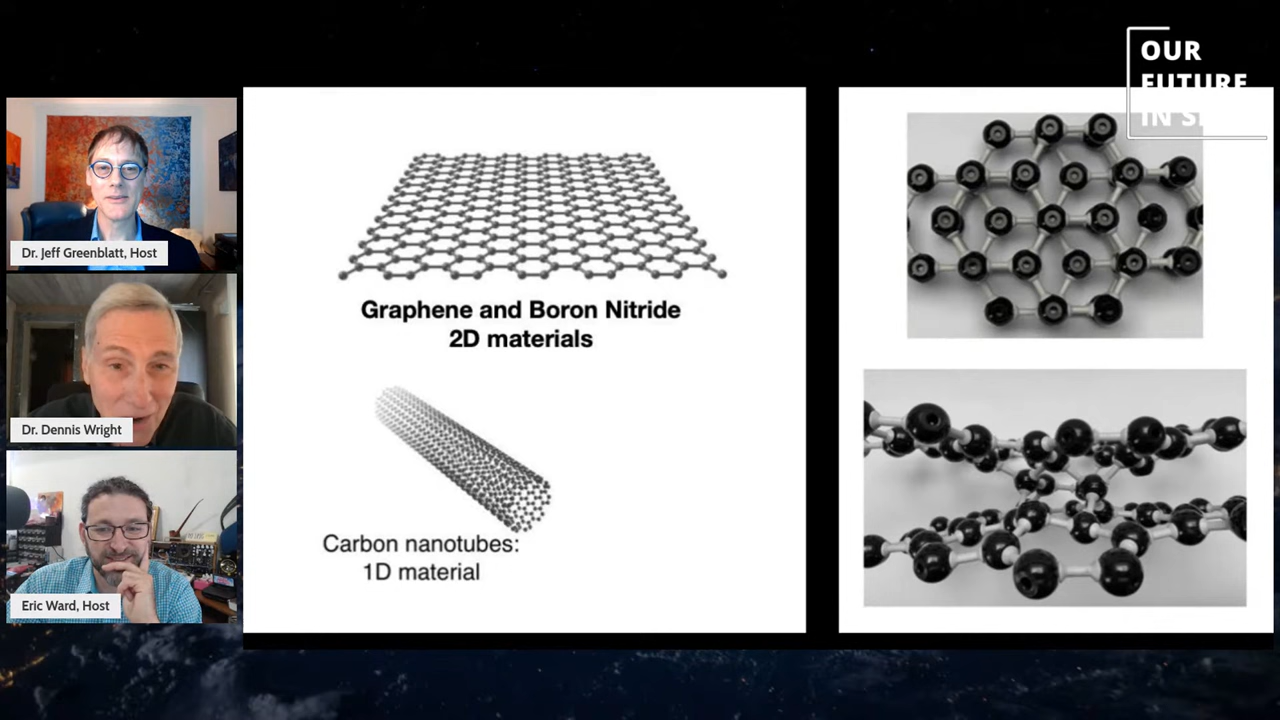 OUR
FUTURE
IN
Dr. Jeff Greenblatt, Host
Dr. Dennis Wright
Eric Ward, Host
Graphene and Boron Nitride
2D materials
Carbon nanotubes:
1D material